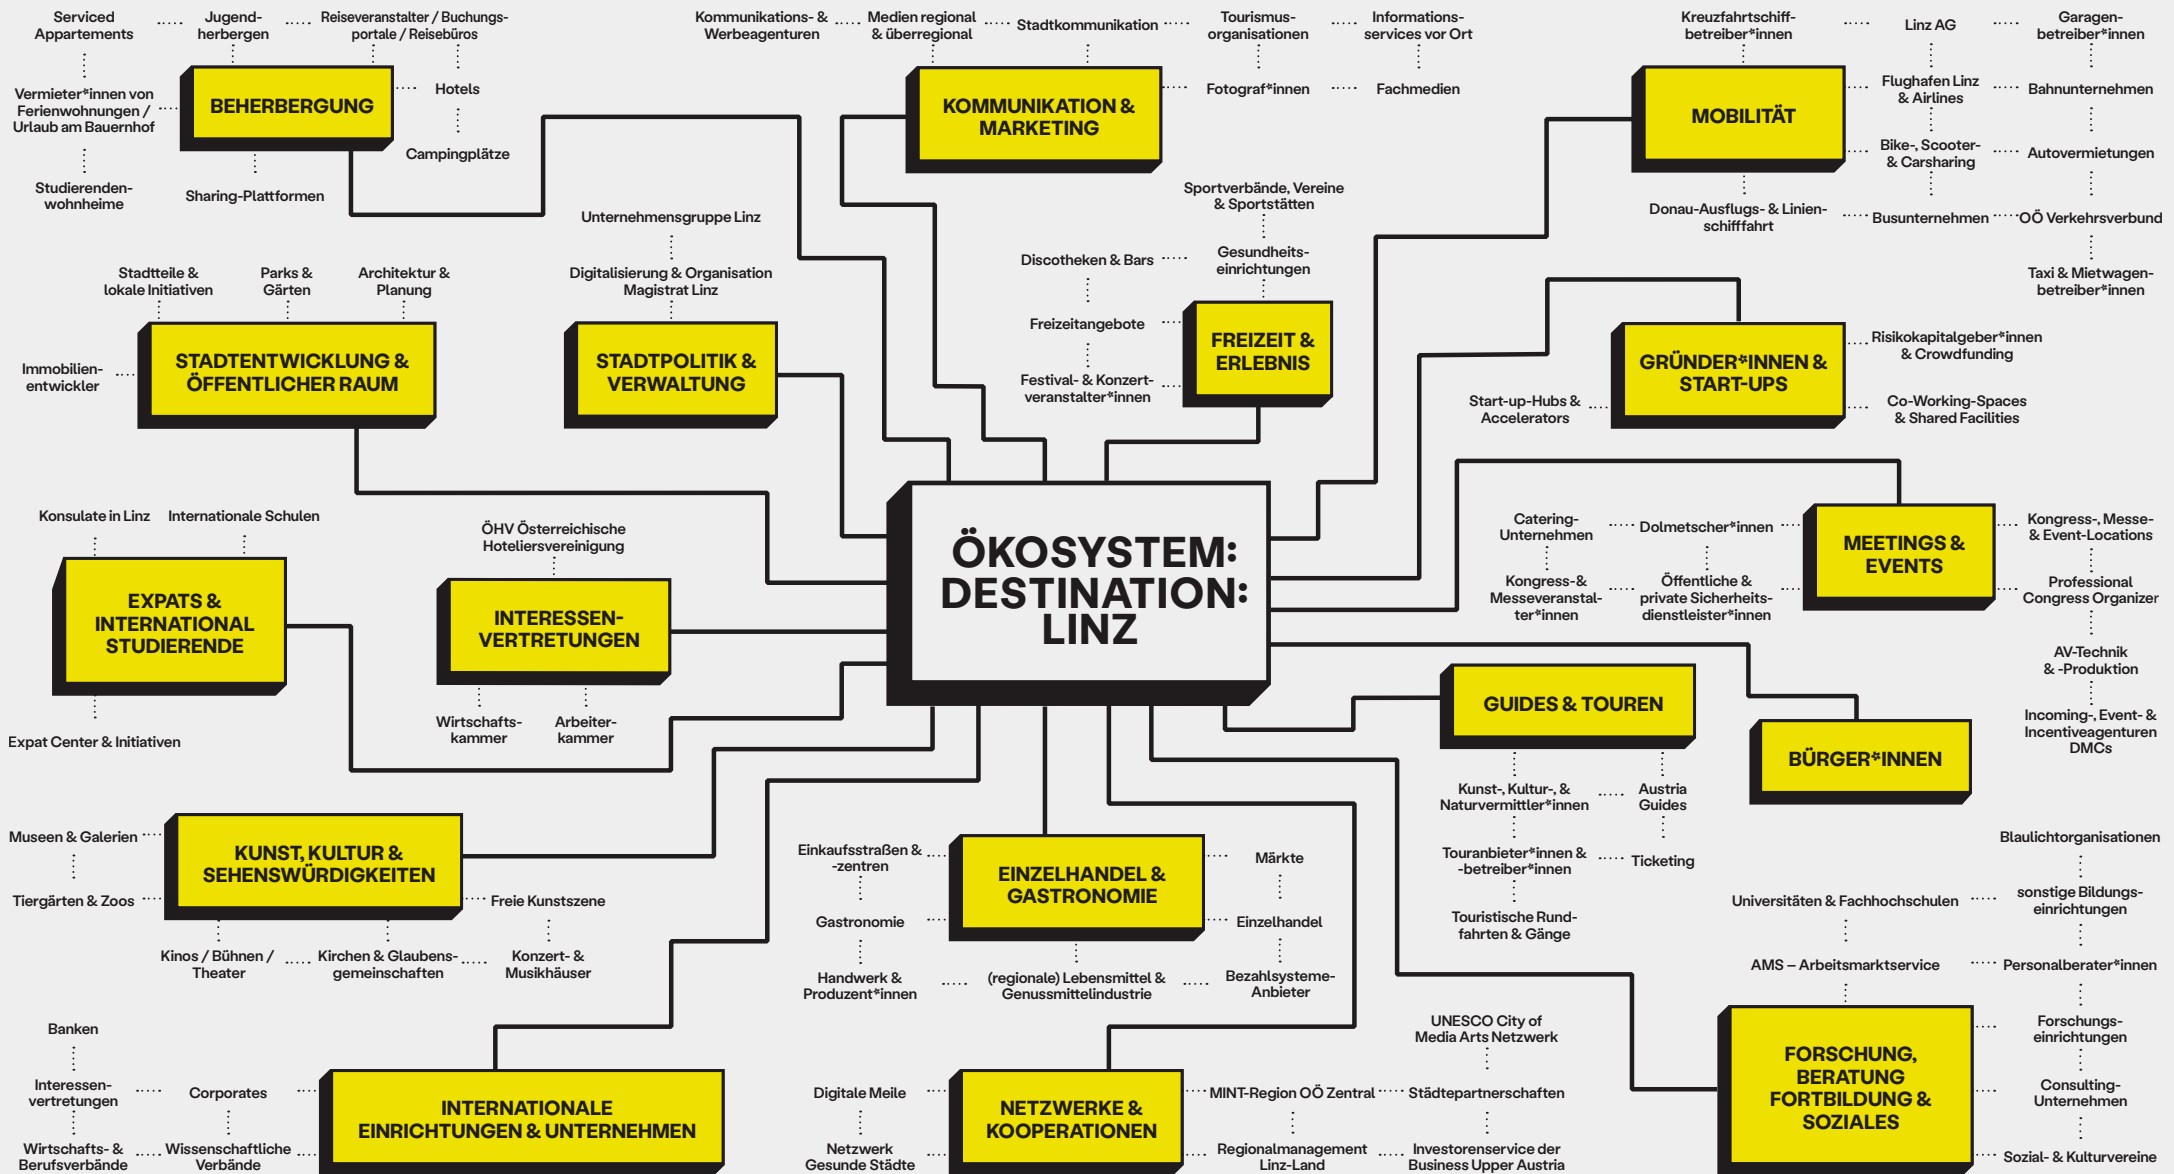 Serviced
Appartements
Jugend-
herbergen
Reiseveranstalter / Buchungs-
portale / Reisebüros
Vermieter*innen von
Ferienwohnungen /
Urlaub am Bauernhof
BEHERBERGUNG
Hotels
Campingplätze
Studierenden-
wohnheime
Sharing-Plattformen
Kommunikations- &
Werbeagenturen
Medien regional
& überregional
Stadtkommunikation
Tourismus-
organisationen
Informations-
services vor Ort
KOMMUNIKATION &
MARKETING
Fotograf*innen
Fachmedien
Kreuzfahrtschiff-
betreiber*innen
Linz AG
Garagen-
betreiber*innen
MOBILITÄT
Flughafen Linz
& Airlines
Bahnunternehmen
Bike-, Scooter-
& Carsharing
Autovermietungen
Donau-Ausflugs- & Linien-
schifffahrt
Busunternehmen
OÖ Verkehrsverbund
Taxi & Mietwagen-
betreiber*innen
Stadtteile &
lokale Initiativen
Parks &
Gärten
Architektur &
Planung
Immobilien-
entwickler
STADTENTWICKLUNG &
ÖFFENTLICHER RAUM
Unternehmensgruppe Linz
Digitalisierung & Organisation
Magistrat Linz
STADTPOLITIK &
VERWALTUNG
Sportverbände, Vereine
& Sportstätten
Discotheken & Bars
Gesundheits-
einrichtungen
Freizeitangebote
FREIZEIT &
ERLEBNIS
Festival- & Konzert-
veranstalter*innen
GRÜNDER*INNEN &
START-UPS
Risikokapitalgeber*innen
& Crowdfunding
Start-up-Hubs &
Accelerators
Co-Working-Spaces
& Shared Facilities
Konsulate in Linz
Internationale Schulen
EXPATS &
INTERNATIONAL
STUDIERENDE
Expat Center & Initiativen
ÖHV Österreichische
Hoteliersvereinigung
INTERESSEN-
VERTRETUNGEN
Wirtschafts-
kammer
Arbeiter-
kammer
ÖKOSYSTEM:
DESTINATION:
LINZ
Catering-
Unternehmen
Dolmetscher*innen
MEETINGS &
EVENTS
Kongress-, Messe-
& Event-Locations
Kongress-&
Messeveranstal-
ter*innen
Öffentliche &
private Sicherheits-
dienstleister*innen
Professional
Congress Organizer
AV-Technik
& -Produktion
Incoming-, Event- &
Incentiveagenturen
DMCs
GUIDES & TOUREN
Kunst-, Kultur-, &
Naturvermittler*innen
Austria
Guides
Touranbieter*innen &
-betreiber*innen
Ticketing
Touristische Rund-
fahrten & Gänge
BÜRGER*INNEN
Museen & Galerien
KUNST, KULTUR &
SEHENSWÜRDIGKEITEN
Tiergärten & Zoos
Freie Kunstszene
Kinos / Bühnen /
Theater
Kirchen & Glaubens-
gemeinschaften
Konzert- &
Musikhäuser
Einkaufsstraßen &
-zentren
EINZELHANDEL &
GASTRONOMIE
Märkte
Gastronomie
Einzelhandel
Handwerk &
Produzent*innen
(regionale) Lebensmittel &
Genussmittelindustrie
Bezahlsysteme-
Anbieter
Blaulichtorganisationen
Universitäten & Fachhochschulen
sonstige Bildungs-
einrichtungen
AMS – Arbeitsmarktservice
Personalberater*innen
FORSCHUNG,
BERATUNG
FORTBILDUNG &
SOZIALES
Forschungs-
einrichtungen
Consulting-
Unternehmen
Sozial- & Kulturvereine
Banken
Interessen-
vertretungen
Corporates
Wirtschafts- &
Berufsverbände
Wissenschaftliche
Verbände
INTERNATIONALE
EINRICHTUNGEN & UNTERNEHMEN
Digitale Meile
Netzwerk
Gesunde Städte
NETZWERKE &
KOOPERATIONEN
UNESCO City of
Media Arts Netzwerk
MINT-Region OÖ Zentral
Städtepartnerschaften
Regionalmanagement
Linz-Land
Investorenservice der
Business Upper Austria